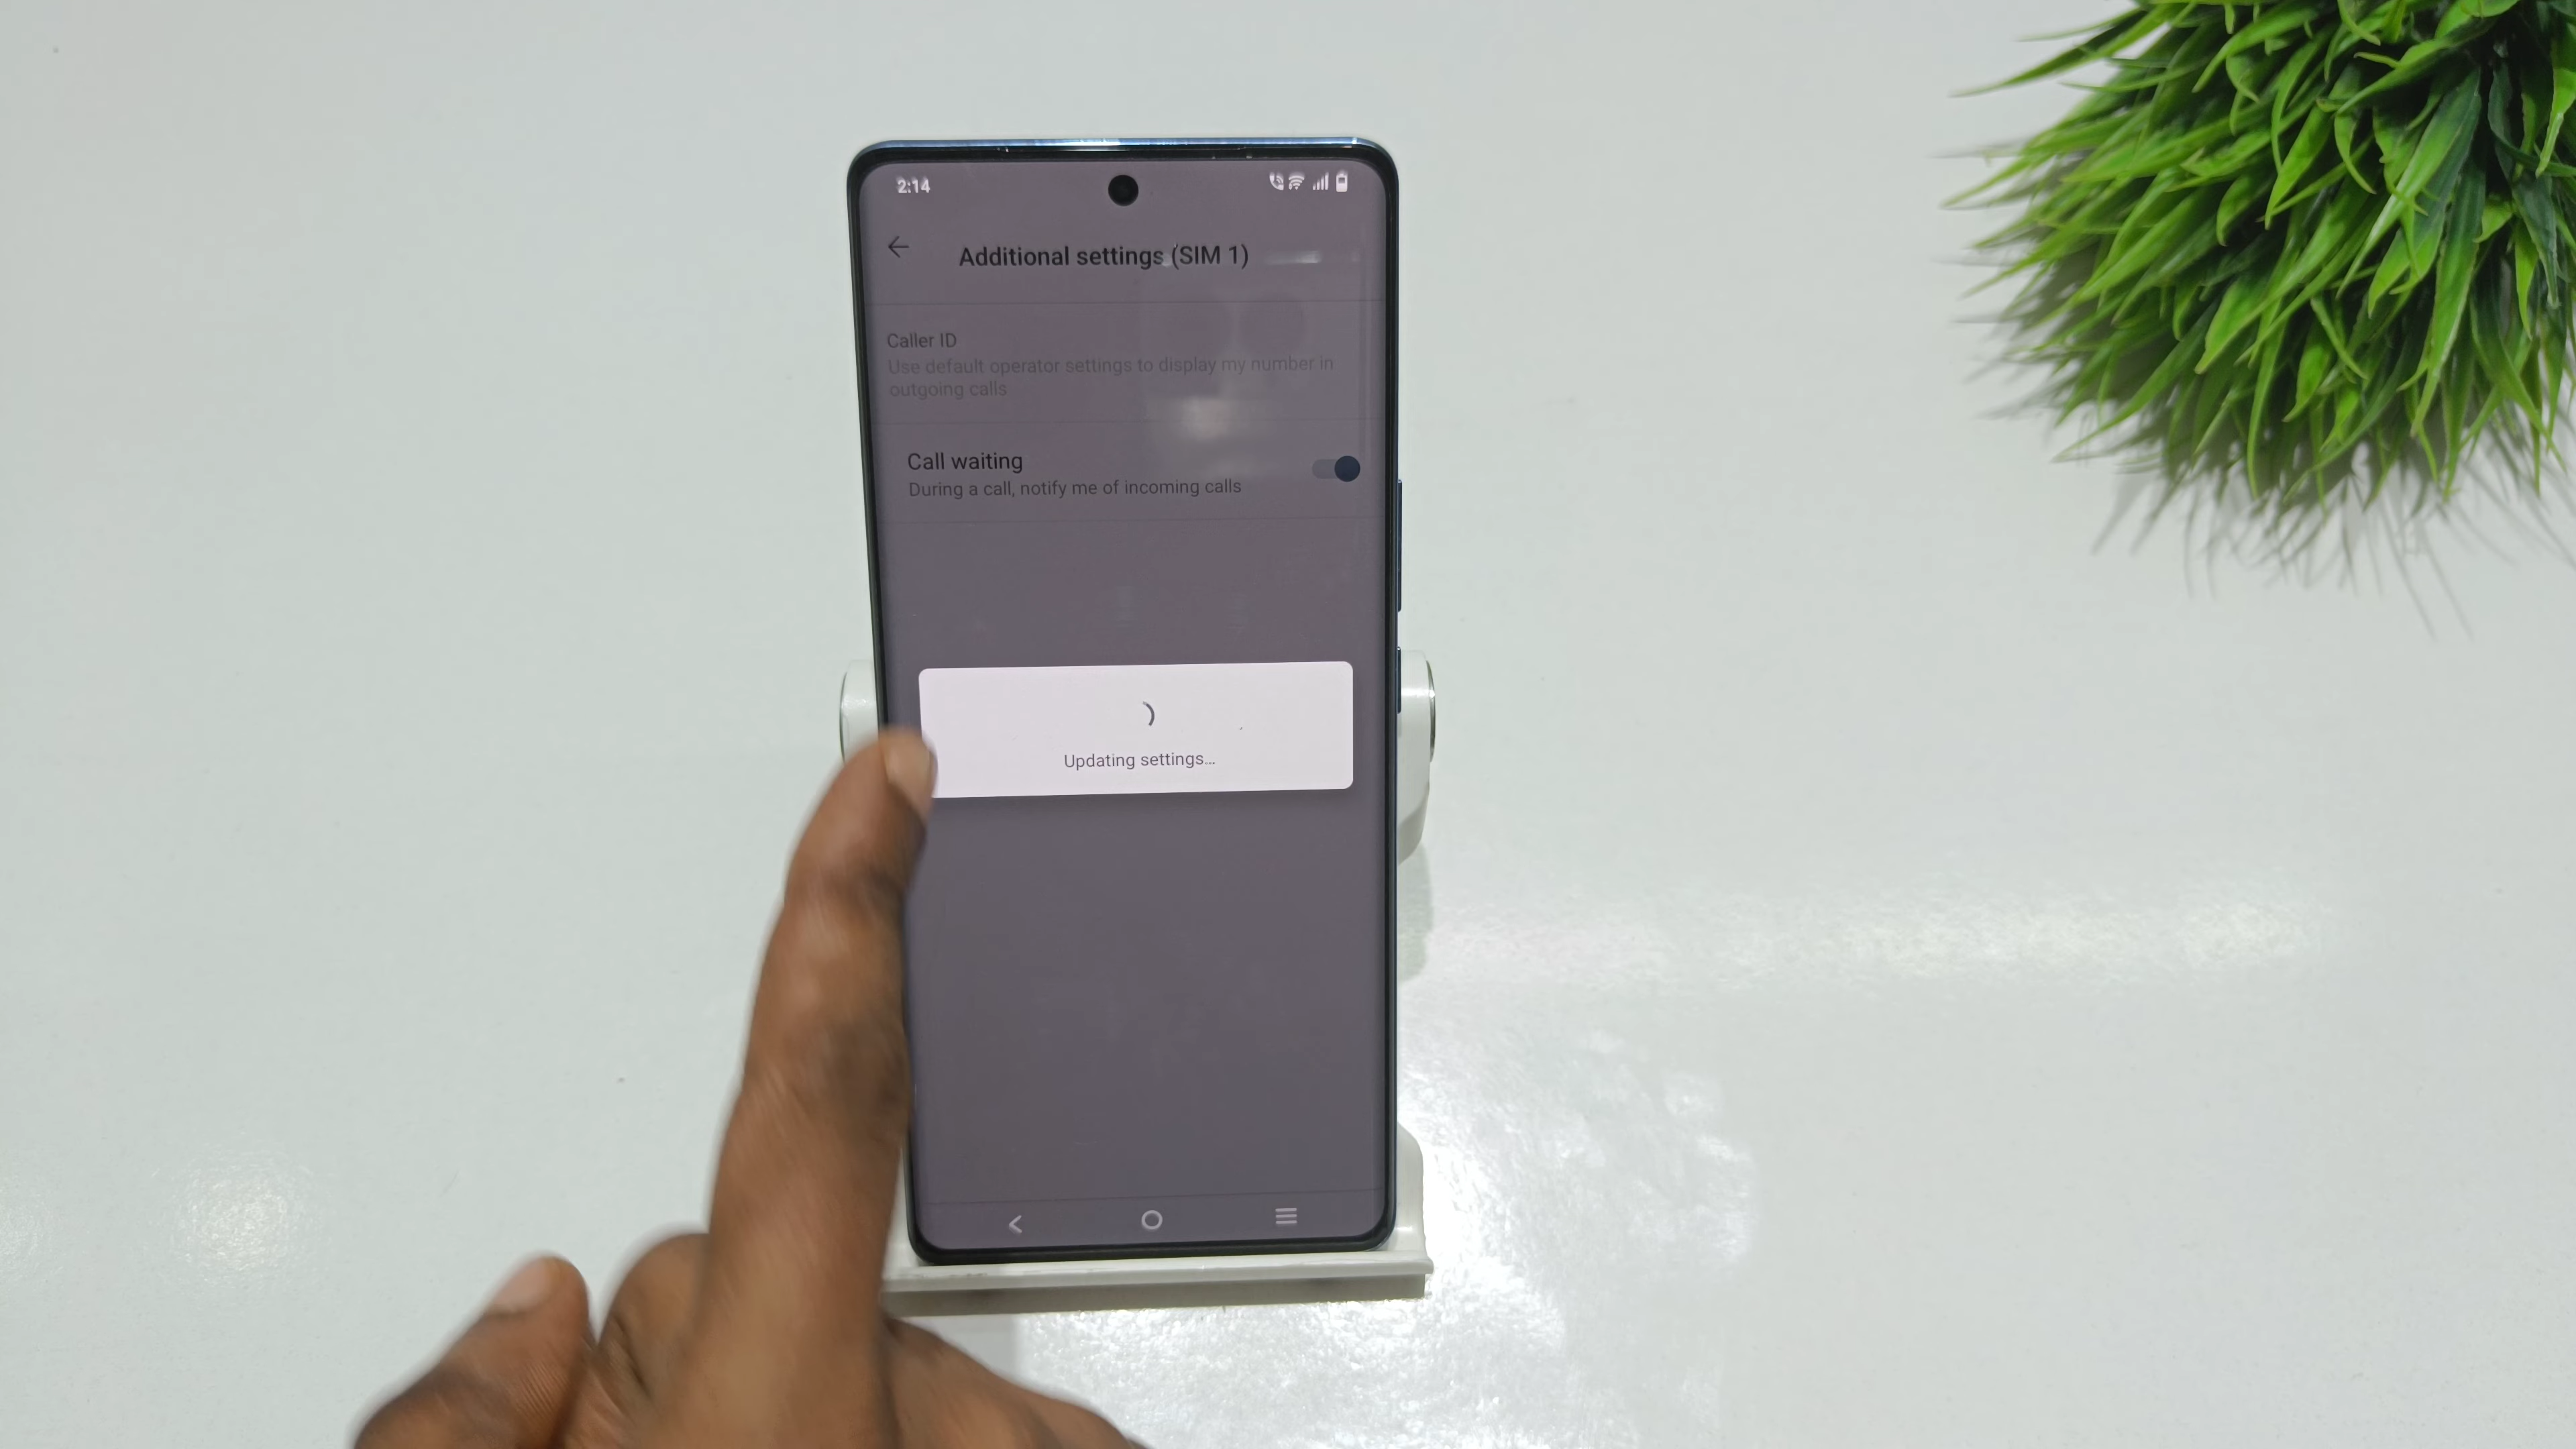 2:14
Additional settings (SIM 1)
Caller ID
Use default operator settings to display my number in
outgoing calls
Call waiting
During a call, notify me of incoming calls
Updating settings...